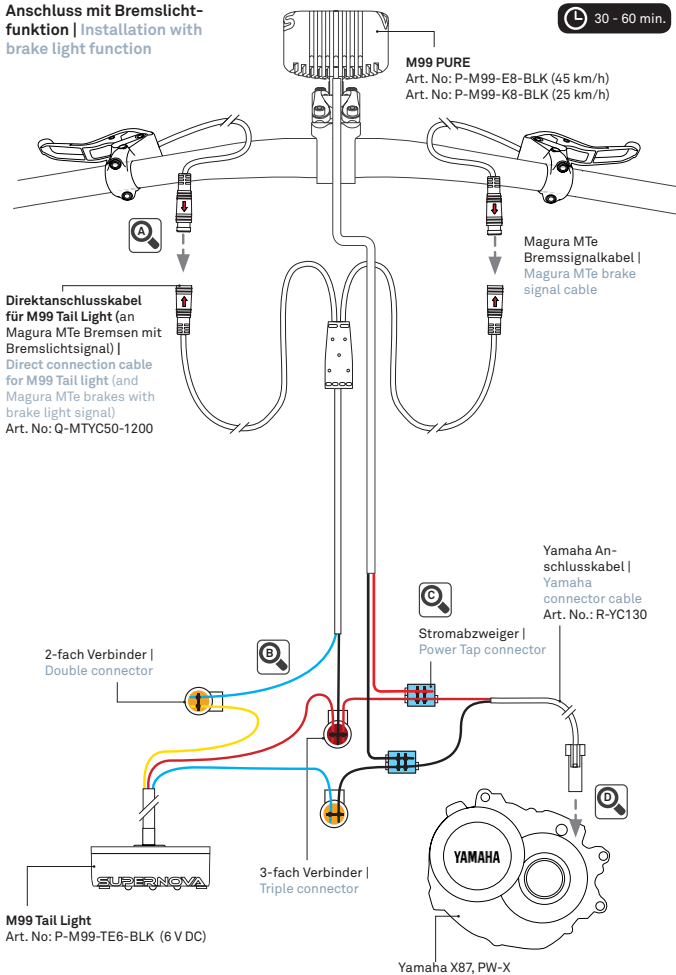 Anschluss mit Bremslicht-
funktion | Installation with
brake light function
30 - 60 min.
M99 PURE
Art. No: P-M99-E8-BLK (45 km/h)
Art. No: P-M99-K8-BLK (25 km/h)
A
Magura MTe
Bremssignalkabel |
Magura MTe brake
signal cable
Direktanschlusskabel
für M99 Tail Light (an
Magura MTe Bremsen mit
Bremslichtsignal) |
Direct connection cable
for M99 Tail light (and
Magura MTe brakes with
brake light signal)
Art. No: Q-MTYC50-1200
Yamaha An-
schlusskabel |
Yamaha
connector cable
Art. No.: R-YC130
C
Stromabzweiger |
Power Tap connector
B
2-fach Verbinder |
Double connector
D
3-fach Verbinder |
Triple connector
YAMAHA
SUPERNOVA
M99 Tail Light
Art. No: P-M99-TE6-BLK (6 V DC)
Yamaha X87, PW-X